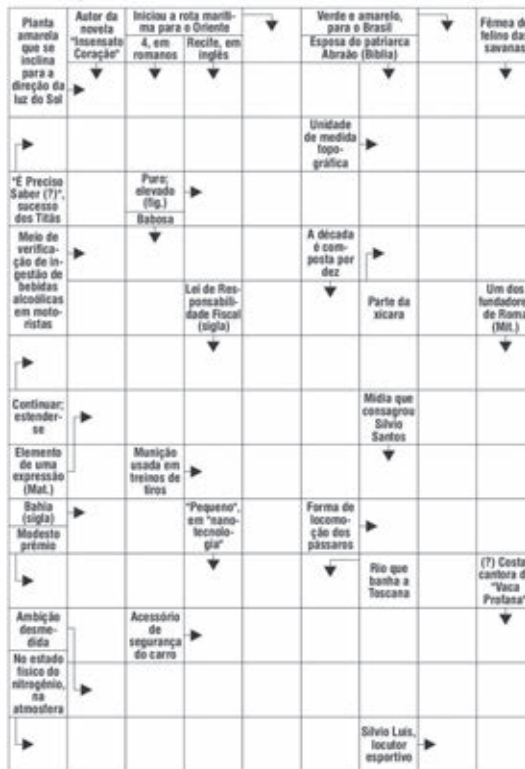 Planta
amarela
que se
inclina
para a
direção da
luz do Sol
Autor da
novela
"Insensato
Coração"
Iniciou a rota maríti-
ma para o Oriente
4, em
romanos
Recife, em
inglês
Verde e amarelo,
para o Brasil
Esposa do patriarca
Abraão (Bíblia)
Fêmea de
felino das
savanas
Unidade
de medida
topo-
gráfica
"É Preciso
Saber (?)",
sucesso
dos Titãs
Puro;
elevado
(fig.)
Babosa
Meio de
verifica-
ção de in-
gestão de
bebidas
alcoólicas
em moto-
ristas
A década
é com-
posta por
dez
Lei de Res-
ponsabili-
dade Fiscal
(sigla)
Parte da
xícara
Um dos
fundadores
de Roma
(Mit.)
Continuar;
estender-
se
Mídia que
consagrou
Silvio
Santos
Elemento
de uma
expressão
(Mat.)
Munição
usada em
treinos de
tiros
Bahia
(sigla)
Modesto
prêmio
"Pequeno",
em "nano-
tecnolo-
gia"
Forma de
locomo-
ção dos
pássaros
Rio que
banha a
Toscana
(?) Costa,
cantora d
"Vaca
Profana"
Ambição
desme-
dida
Acessório
de
segurança
do carro
No estado
físico do
nitrogênio,
na
atmosfera
Silvio Luis,
locutor
esportivo